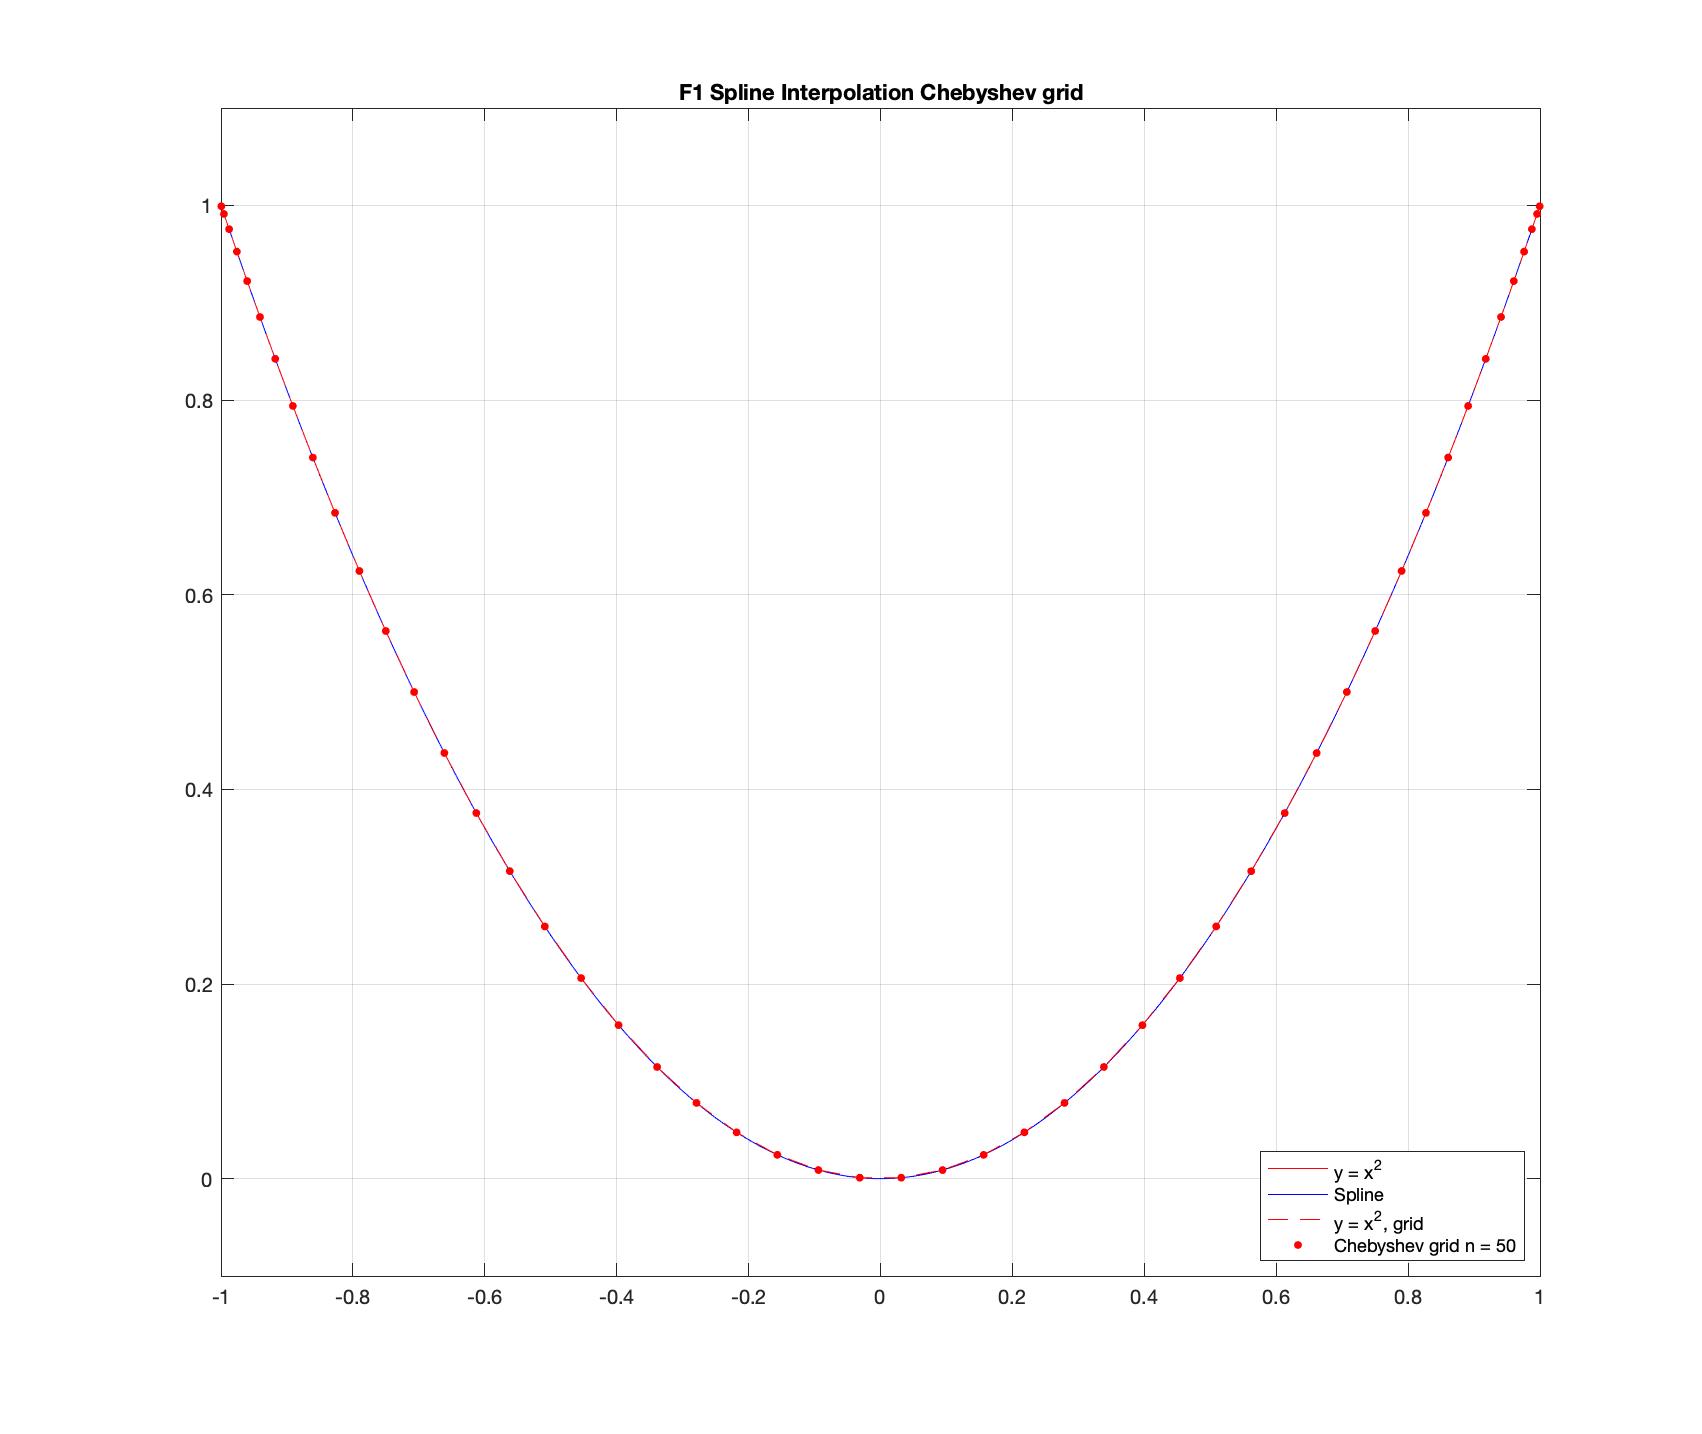 F1 Spline Interpolation Chebyshev grid
1
0.8
0.6
0.4
0.2
0
-1 -0.8 -0.6 -0.4 -0.2 0 0.2 0.4 0.6 0.8 1
y = x²
Spline
y = x², grid
Chebyshev grid n = 50